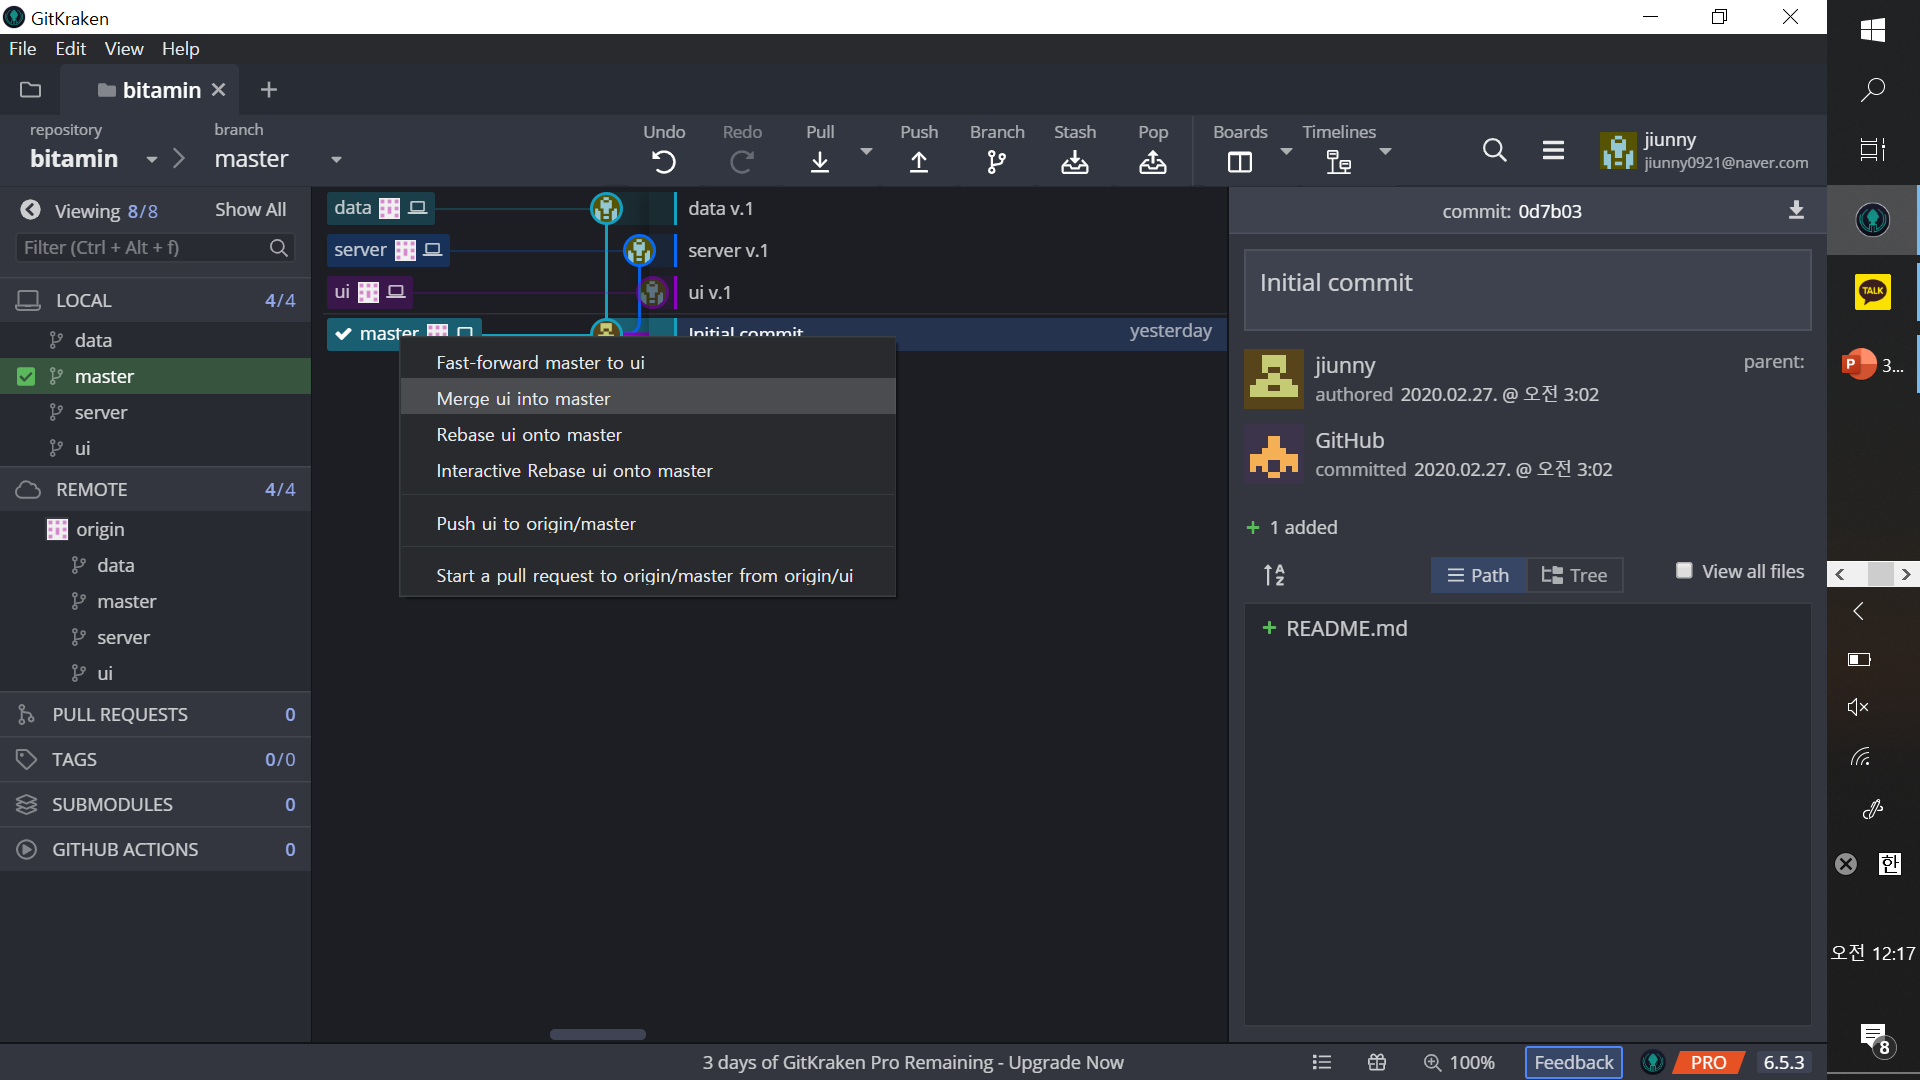 GitKraken
File Edit View Help
bitamin
repository
bitamin
branch
master
Undo
Redo
Pull
Push
Branch
Stash
Pop
Boards
Timelines
jiunny
jiunny0921@naver.com
Viewing 8/8
Show All
Filter (Ctrl + Alt + f)
LOCAL 4/4
data
master
server
ui
REMOTE 4/4
origin
data
master
server
ui
PULL REQUESTS 0
TAGS 0/0
SUBMODULES 0
GITHUB ACTIONS 0
data
data v.1
server
server v.1
ui
ui v.1
master
Initial commit
yesterday
Fast-forward master to ui
Merge ui into master
Rebase ui onto master
Interactive Rebase ui onto master
Push ui to origin/master
Start a pull request to origin/master from origin/ui
commit: 0d7b03
Initial commit
jiunny
authored 2020.02.27. @ 오전 3:02
parent:
GitHub
committed 2020.02.27. @ 오전 3:02
+ 1 added
Path
Tree
View all files
+ README.md
3 days of GitKraken Pro Remaining - Upgrade Now
100%
Feedback
PRO
6.5.3
TALK
P 3...
한
오전 12:17
8